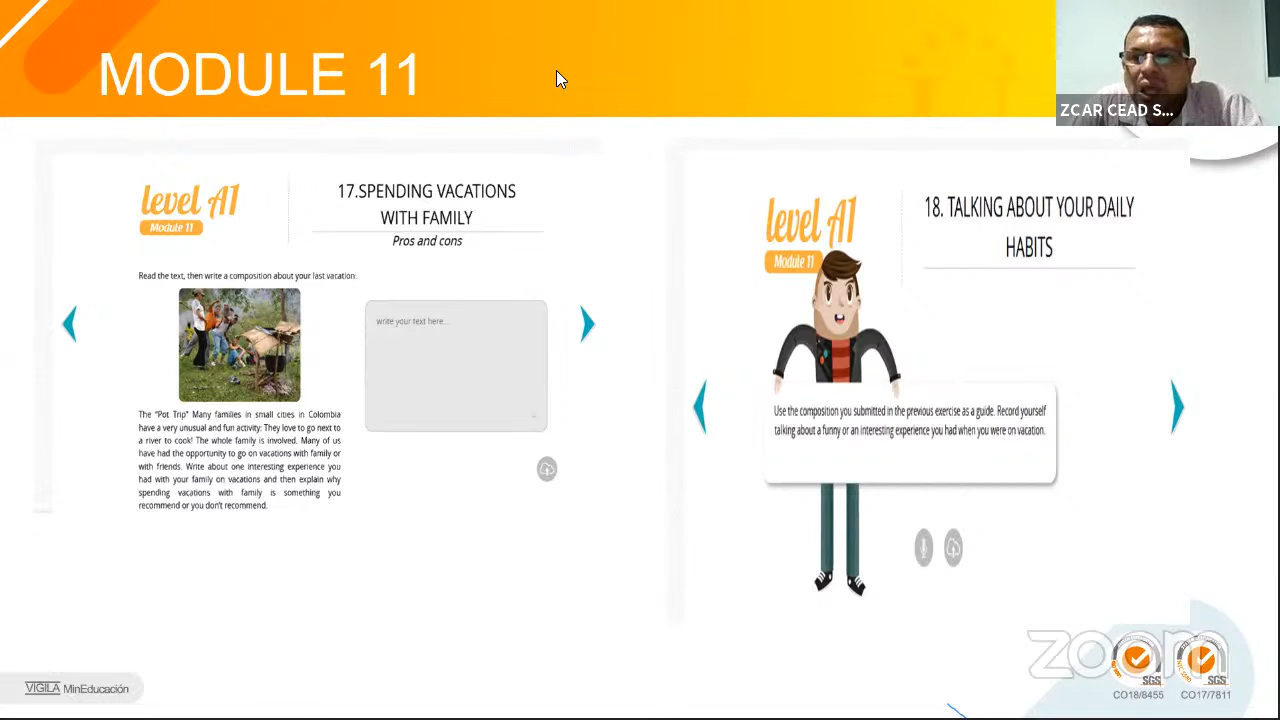 MODULE 11
ZCAR CEAD S...
level A1
Module 11
17.SPENDING VACATIONS
WITH FAMILY
Pros and cons
Read the text, then write a composition about your last vacation:
write your text here...
The "Pot Trip" Many families in small cities in Colombia
have a very unusual and fun activity: They love to go next to
a river to cook! The whole family is involved. Many of us
have had the opportunity to go on vacations with family or
with friends. Write about one interesting experience you
had with your family on vacations and then explain why
spending vacations with family is something you
recommend or you don't recommend.
level A1
Module 11
18. TALKING ABOUT YOUR DAILY
HABITS
Use the composition you submitted in the previous exercise as a guide. Record yourself
talking about a funny or an interesting experience you had when you were on vacation.
VIGILA MinEducación
zoom
SGS
SGS
CO18/8455
CO17/7811